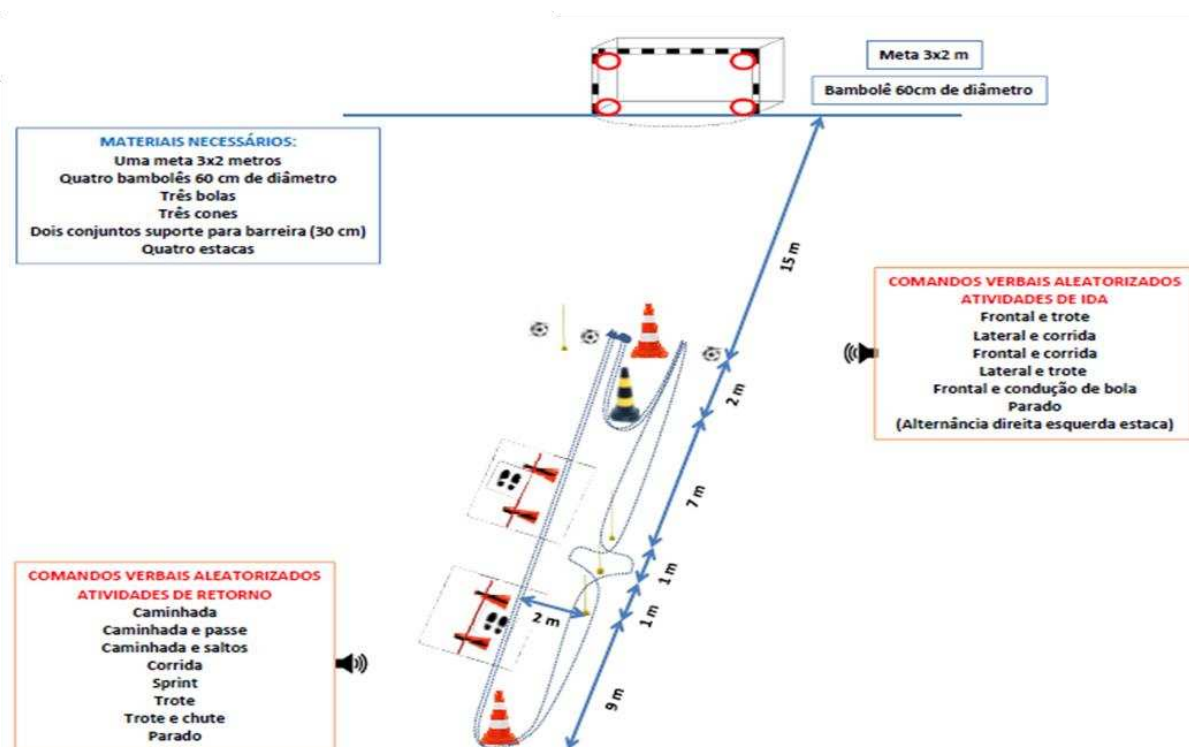 Meta 3x2 m
Bambolê 60cm de diâmetro
MATERIAIS NECESSÁRIOS:
Uma meta 3x2 metros
Quatro bambolês 60 cm de diâmetro
Três bolas
Três cones
Dois conjuntos suporte para barreira (30 cm)
Quatro estacas
15 m
COMANDOS VERBAIS ALEATORIZADOS
ATIVIDADES DE IDA
Frontal e trote
Lateral e corrida
Frontal e corrida
Lateral e trote
Frontal e condução de bola
Parado
(Alternância direita esquerda estaca)
2 m
7 m
1 m
1 m
2 m
9 m
COMANDOS VERBAIS ALEATORIZADOS
ATIVIDADES DE RETORNO
Caminhada
Caminhada e passe
Caminhada e saltos
Corrida
Sprint
Trote
Trote e chute
Parado